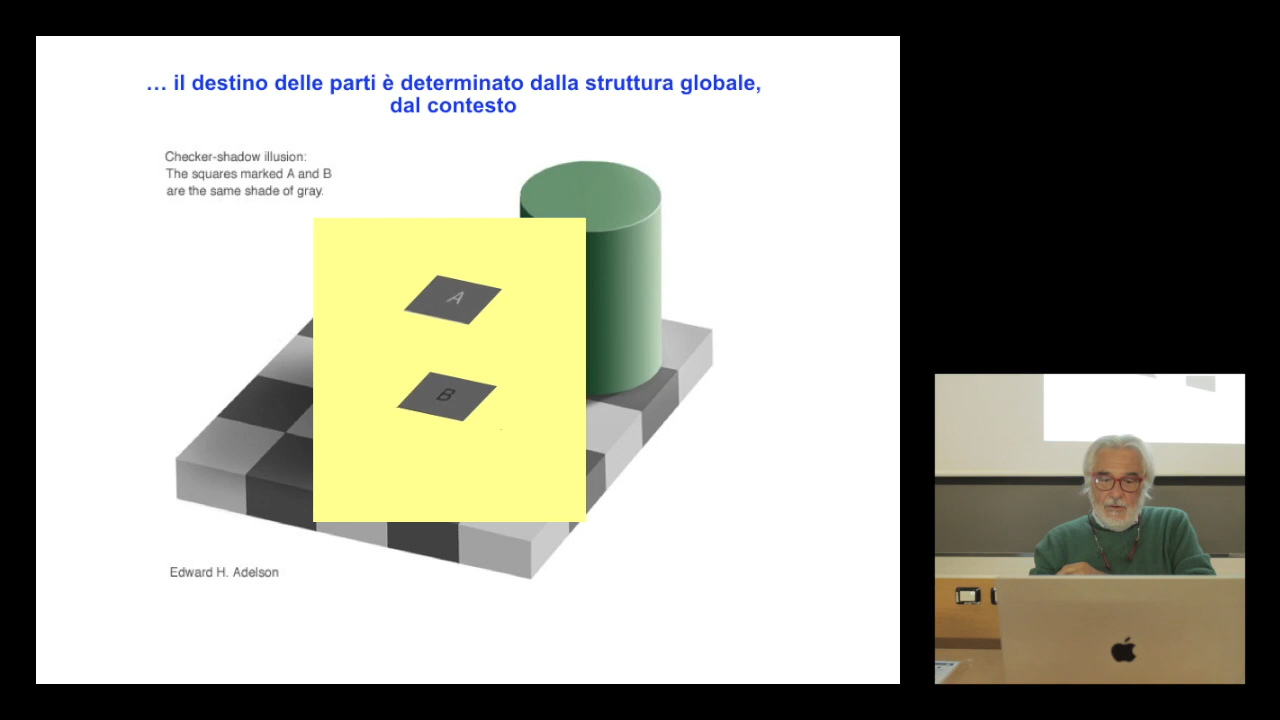 … il destino delle parti è determinato dalla struttura globale,
dal contesto
Checker-shadow illusion:
The squares marked A and B
are the same shade of gray.
A
B
Edward H. Adelson